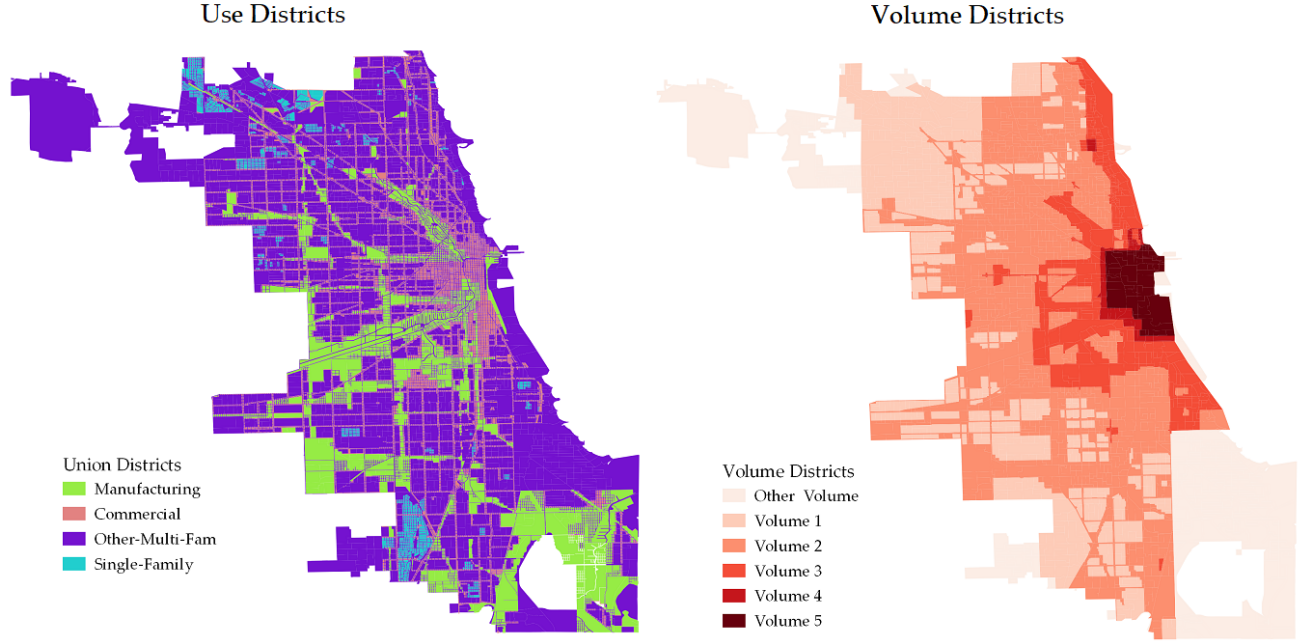 Use Districts
Volume Districts
Union Districts
Manufacturing
Commercial
Other-Multi-Fam
Single-Family
Volume Districts
Other Volume
Volume 1
Volume 2
Volume 3
Volume 4
Volume 5